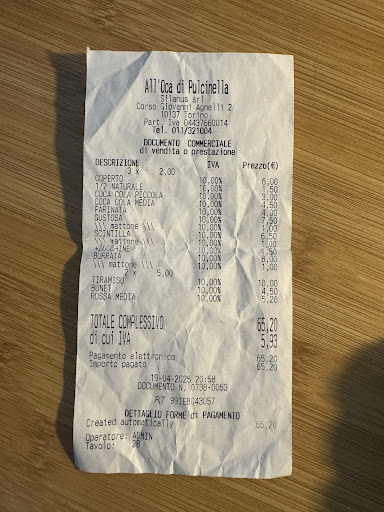 All'Oca di Pulcinella
Silanus srl
Corso Giovanni Agnelli 2
10137 Torino
Part. Iva 04437660014
Tel. 011/321004
DOCUMENTO COMMERCIALE
di vendita o prestazione
DESCRIZIONE IVA Prezzo(€)
3 x 2,00
COPERTO 10,00% 6,00
1/2 NATURALE 10,00% 1,50
COCA COLA PICCOLA 10,00% 3,00
COCA COLA MEDIA 10,00% 4,50
FARINATA 10,00% 4,00
GUSTOSA 10,00% 7,50
\\\ mattone \\\ 10,00% 1,00
SCINTILLA 10,00% 6,50
\\\ mattone \\\ 10,00% 1,00
10,00%
BURRATA 10,00% 8,00
\\\ mattone \\\ 10,00% 1,00
2 x 5,00
TIRAMISU 10,00% 10,00
BUNET 10,00% 4,50
ROSSA MEDIA 10,00% 5,20
TOTALE COMPLESSIVO 65,20
di cui IVA 5,93
Pagamento elettronico 65,20
Importo pagato 65,20
19-04-2025 20:58
DOCUMENTO N. 0738-0063
RT 99IEB043057
DETTAGLIO FORME di PAGAMENTO
Created automatically 65,20
Operatore: ADMIN
Tavolo: 28